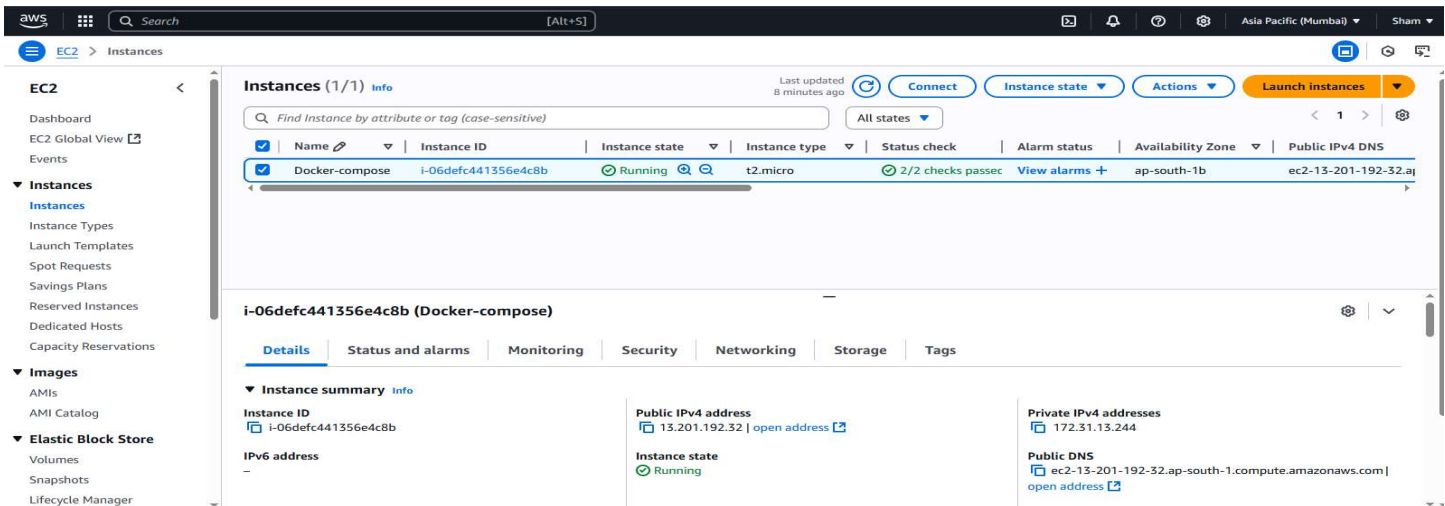 aws Search [Alt+S] Asia Pacific (Mumbai) Sham
EC2 > Instances
EC2
Dashboard
EC2 Global View
Events
Instances
Instances
Instance Types
Launch Templates
Spot Requests
Savings Plans
Reserved Instances
Dedicated Hosts
Capacity Reservations
Images
AMIs
AMI Catalog
Elastic Block Store
Volumes
Snapshots
Lifecycle Manager
Instances (1/1) Info
Last updated
8 minutes ago
Connect Instance state Actions Launch instances
Find Instance by attribute or tag (case-sensitive) All states < 1 >
Name Instance ID Instance state Instance type Status check Alarm status Availability Zone Public IPv4 DNS
Docker-compose i-06defc441356e4c8b Running t2.micro 2/2 checks passec View alarms + ap-south-1b ec2-13-201-192-32.ap
i-06defc441356e4c8b (Docker-compose)
Details Status and alarms Monitoring Security Networking Storage Tags
Instance summary Info
Instance ID
i-06defc441356e4c8b
IPv6 address
–
Public IPv4 address
13.201.192.32 | open address
Instance state
Running
Private IPv4 addresses
172.31.13.244
Public DNS
ec2-13-201-192-32.ap-south-1.compute.amazonaws.com |
open address